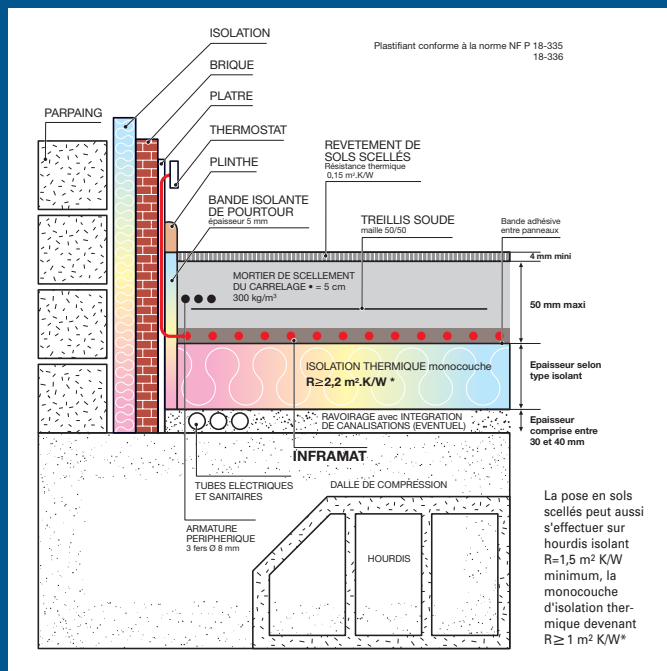 ISOLATION
Plastifiant conforme à la norme NF P 18-335
18-336
BRIQUE
PLATRE
PARPAING
THERMOSTAT
PLINTHE
REVETEMENT DE
SOLS SCELLÉS
Résistance thermique
0,15 m².K/W
BANDE ISOLANTE
DE POURTOUR
épaisseur 5 mm
TREILLIS SOUDE
maille 50/50
Bande adhésive
entre panneaux
4 mm mini
MORTIER DE SCELLEMENT
DU CARRELAGE • = 5 cm
300 kg/m³
50 mm maxi
ISOLATION THERMIQUE monocouche
R≥2,2 m².K/W *
Epaisseur selon
type isolant
RAVOIRAGE avec INTEGRATION
DE CANALISATIONS (EVENTUEL)
Epaisseur
comprise entre
30 et 40 mm
INFRAMAT
TUBES ELECTRIQUES
ET SANITAIRES
DALLE DE COMPRESSION
ARMATURE
PERIPHERIQUE
3 fers Ø 8 mm
HOURDIS
La pose en sols
scellés peut aussi
s'effectuer sur
hourdis isolant
R=1,5 m² K/W
minimum, la
monocouche
d'isolation ther-
mique devenant
R≥1 m² K/W*